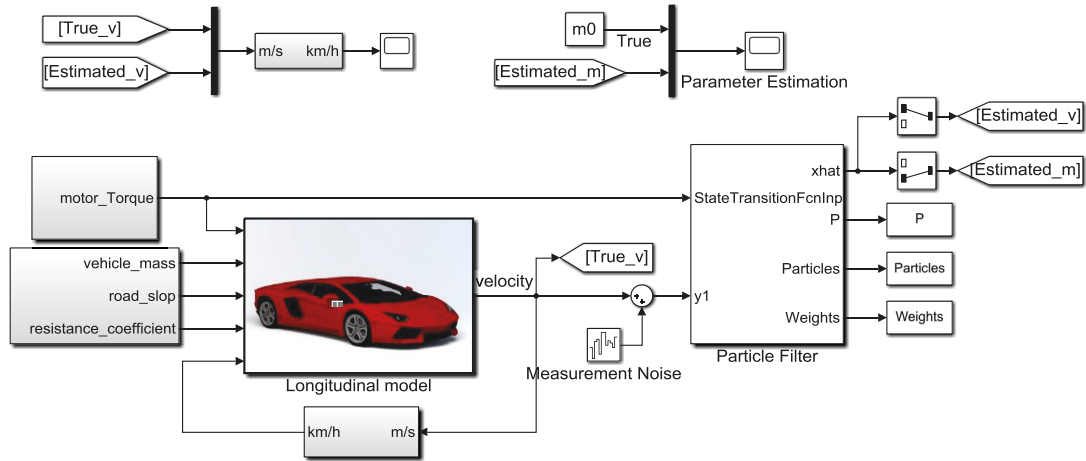 [True_v]
[Estimated_v]
m/s
km/h
m0
True
[Estimated_m]
Parameter Estimation
motor_Torque
vehicle_mass
road_slop
resistance_coefficient
Longitudinal model
velocity
[True_v]
Measurement Noise
km/h
m/s
xhat
StateTransitionFcnInp
P
y1
Particles
Weights
Particle Filter
[Estimated_v]
[Estimated_m]
P
Particles
Weights